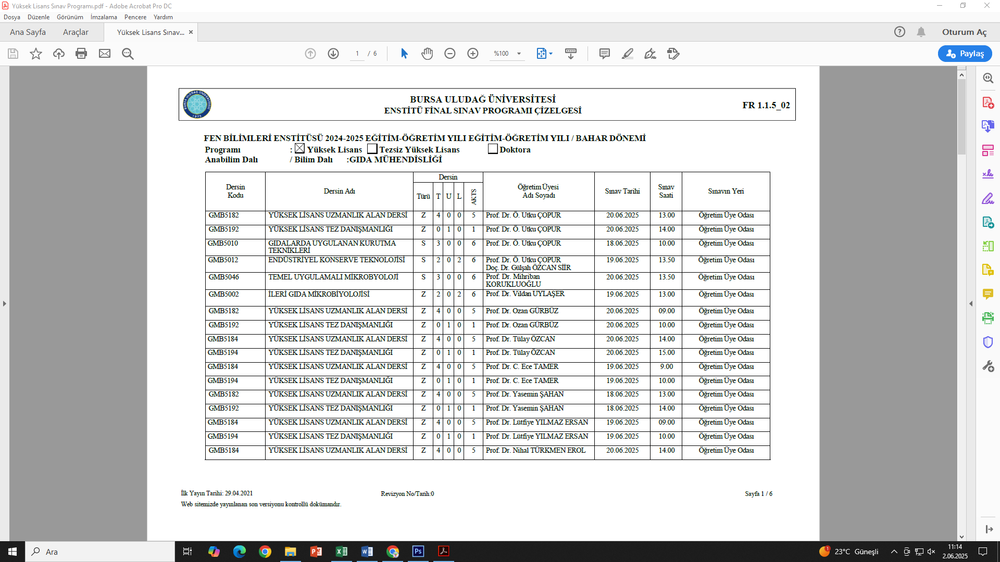 Yüksek Lisans Sınav Programı.pdf - Adobe Acrobat Pro DC
Dosya Düzenle Görünüm İmzalama Pencere Yardım
Ana Sayfa Araçlar Yüksek Lisans Sınav... × Oturum Aç
1 / 6 %100 Paylaş
BURSA ULUDAĞ ÜNİVERSİTESİ
ENSTİTÜ FİNAL SINAV PROGRAMI ÇİZELGESİ
FR 1.1.5_02
FEN BİLİMLERİ ENSTİTÜSÜ 2024-2025 EĞİTİM-ÖĞRETİM YILI EĞİTİM-ÖĞRETİM YILI / BAHAR DÖNEMİ
Programı : Yüksek Lisans Tezsiz Yüksek Lisans Doktora
Anabilim Dalı / Bilim Dalı :GIDA MÜHENDİSLİĞİ
Dersin Kodu Dersin Adı Dersin Türü T U L AKTS Öğretim Üyesi Adı Soyadı Sınav Tarihi Sınav Saati Sınavın Yeri
GMB5182 YÜKSEK LİSANS UZMANLIK ALAN DERSİ Z 4 0 0 5 Prof. Dr. Ö. Utku ÇOPUR 20.06.2025 13.00 Öğretim Üye Odası
GMB5192 YÜKSEK LİSANS TEZ DANIŞMANLIĞI Z 0 1 0 1 Prof. Dr. Ö. Utku ÇOPUR 20.06.2025 14.00 Öğretim Üye Odası
GMB5010 GIDALARDA UYGULANAN KURUTMA TEKNİKLERİ S 3 0 0 6 Prof. Dr. Ö. Utku ÇOPUR 18.06.2025 10.00 Öğretim Üye Odası
GMB5012 ENDÜSTRİYEL KONSERVE TEKNOLOJİSİ S 2 0 2 6 Prof. Dr. Ö. Utku ÇOPUR Doç. Dr. Gülşah ÖZCAN SİİR 19.06.2025 13.50 Öğretim Üye Odası
GMB5046 TEMEL UYGULAMALI MİKROBYOLOJİ S 3 0 0 6 Prof. Dr. Mihriban KORUKLUOĞLU 20.06.2025 13.50 Öğretim Üye Odası
GMB5002 İLERİ GIDA MİKROBİYOLOJİSİ Z 2 0 2 6 Prof. Dr. Vildan UYLAŞER 19.06.2025 13.00 Öğretim Üye Odası
GMB5182 YÜKSEK LİSANS UZMANLIK ALAN DERSİ Z 4 0 0 5 Prof. Dr. Ozan GÜRBÜZ 20.06.2025 09.00 Öğretim Üye Odası
GMB5192 YÜKSEK LİSANS TEZ DANIŞMANLIĞI Z 0 1 0 1 Prof. Dr. Ozan GÜRBÜZ 20.06.2025 10.00 Öğretim Üye Odası
GMB5184 YÜKSEK LİSANS UZMANLIK ALAN DERSİ Z 4 0 0 5 Prof. Dr. Tülay ÖZCAN 20.06.2025 14.00 Öğretim Üye Odası
GMB5194 YÜKSEK LİSANS TEZ DANIŞMANLIĞI Z 0 1 0 1 Prof. Dr. Tülay ÖZCAN 20.06.2025 15.00 Öğretim Üye Odası
GMB5184 YÜKSEK LİSANS UZMANLIK ALAN DERSİ Z 4 0 0 5 Prof. Dr. C. Ece TAMER 19.06.2025 9.00 Öğretim Üye Odası
GMB5194 YÜKSEK LİSANS TEZ DANIŞMANLIĞI Z 0 1 0 1 Prof. Dr. C. Ece TAMER 19.06.2025 10.00 Öğretim Üye Odası
GMB5182 YÜKSEK LİSANS UZMANLIK ALAN DERSİ Z 4 0 0 5 Prof. Dr. Yasemin ŞAHAN 18.06.2025 13.00 Öğretim Üye Odası
GMB5192 YÜKSEK LİSANS TEZ DANIŞMANLIĞI Z 0 1 0 1 Prof. Dr. Yasemin ŞAHAN 18.06.2025 14.00 Öğretim Üye Odası
GMB5184 YÜKSEK LİSANS UZMANLIK ALAN DERSİ Z 4 0 0 5 Prof. Dr. Lütfiye YILMAZ ERSAN 19.06.2025 09.00 Öğretim Üye Odası
GMB5194 YÜKSEK LİSANS TEZ DANIŞMANLIĞI Z 0 1 0 1 Prof. Dr. Lütfiye YILMAZ ERSAN 19.06.2025 10.00 Öğretim Üye Odası
GMB5184 YÜKSEK LİSANS UZMANLIK ALAN DERSİ Z 4 0 0 5 Prof. Dr. Nihal TÜRKMEN EROL 20.06.2025 14.00 Öğretim Üye Odası
İlk Yayın Tarihi: 29.04.2021 Revizyon No/Tarih:0 Sayfa 1 / 6
Web sitemizde yayınlanan son versiyonu kontrollü dokümandır.
Ara 23°C Güneşli 11:14
2.06.2025